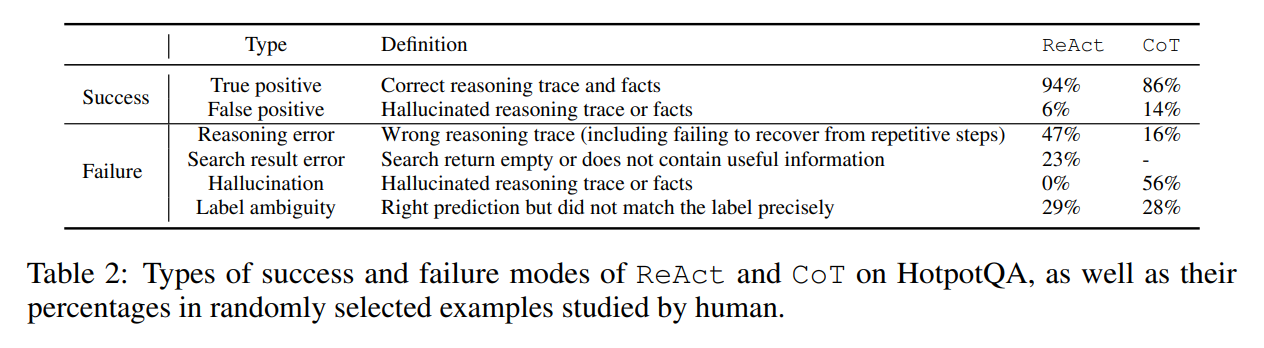 Type Definition ReAct CoT
Success True positive Correct reasoning trace and facts 94% 86%
False positive Hallucinated reasoning trace or facts 6% 14%
Failure Reasoning error Wrong reasoning trace (including failing to recover from repetitive steps) 47% 16%
Search result error Search return empty or does not contain useful information 23% -
Hallucination Hallucinated reasoning trace or facts 0% 56%
Label ambiguity Right prediction but did not match the label precisely 29% 28%
Table 2: Types of success and failure modes of ReAct and CoT on HotpotQA, as well as their
percentages in randomly selected examples studied by human.